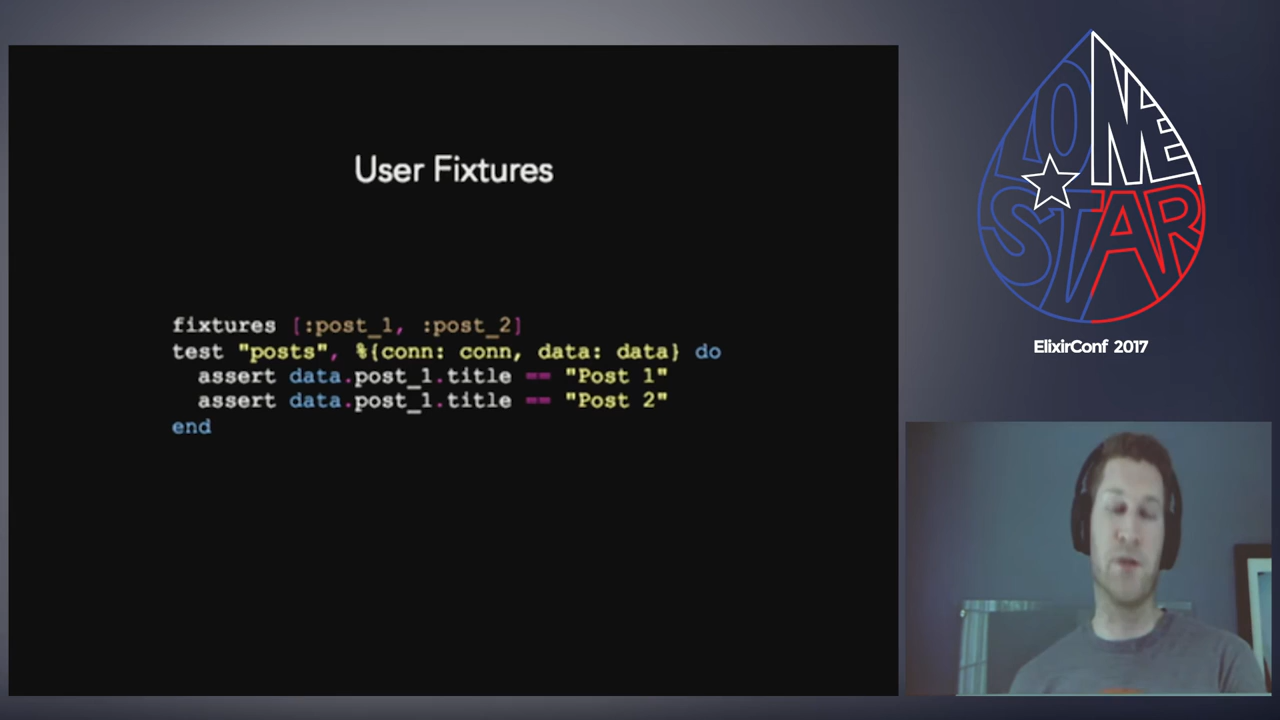 User Fixtures
fixtures [:post_1, :post_2]
test "posts", %{conn: conn, data: data} do
  assert data.post_1.title == "Post 1"
  assert data.post_1.title == "Post 2"
end
LONE
STAR
ElixirConf 2017